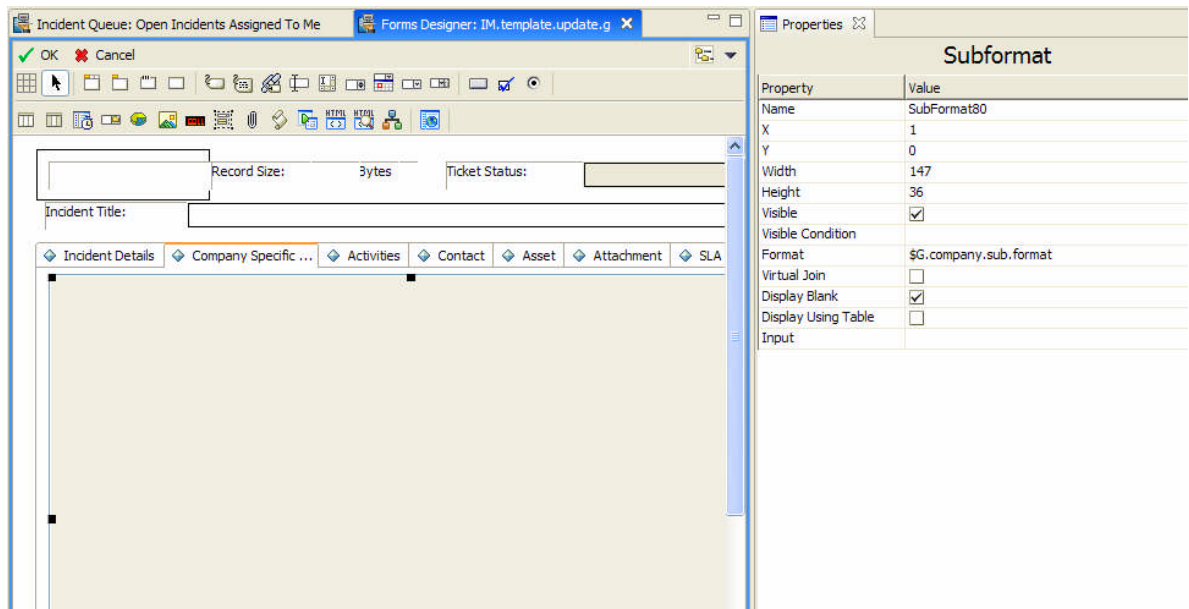 Incident Queue: Open Incidents Assigned To Me
Forms Designer: IM.template.update.g
OK
Cancel
HTML
HTML
Record Size:
Bytes
Ticket Status:
Incident Title:
Incident Details
Company Specific ...
Activities
Contact
Asset
Attachment
SLA
Properties
Subformat
Property Value
Name SubFormat80
X 1
Y 0
Width 147
Height 36
Visible
Visible Condition
Format $G.company.sub.format
Virtual Join
Display Blank
Display Using Table
Input